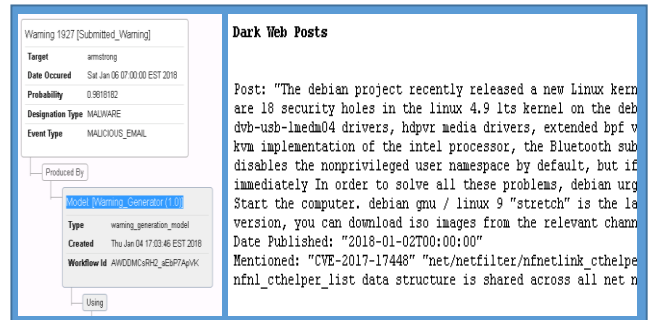 Warning 1927 [Submitted_Warning]
Target armstrong
Date Occured Sat Jan 06 07:00:00 EST 2018
Probability 0.9818182
Designation Type MALWARE
Event Type MALICIOUS_EMAIL
Produced By
Model: [Warning_Generator (1.0)]
Type warning_generation_model
Created Thu Jan 04 17:03:46 EST 2018
Workflow Id AWDDMCsRH2_aEbP7ApVK
Using
Dark Web Posts
Post: "The debian project recently released a new Linux kern
are 18 security holes in the linux 4.9 lts kernel on the deb
dvb-usb-lmedm04 drivers, hdpvr media drivers, extended bpf v
kvm implementation of the intel processor, the Bluetooth sub
disables the nonprivileged user namespace by default, but if
immediately In order to solve all these problems, debian urg
Start the computer. debian gnu / linux 9 "stretch" is the la
version, you can download iso images from the relevant chann
Date Published: "2018-01-02T00:00:00"
Mentioned: "CVE-2017-17448" "net/netfilter/nfnetlink_cthelpe
nfnl_cthelper_list data structure is shared across all net n